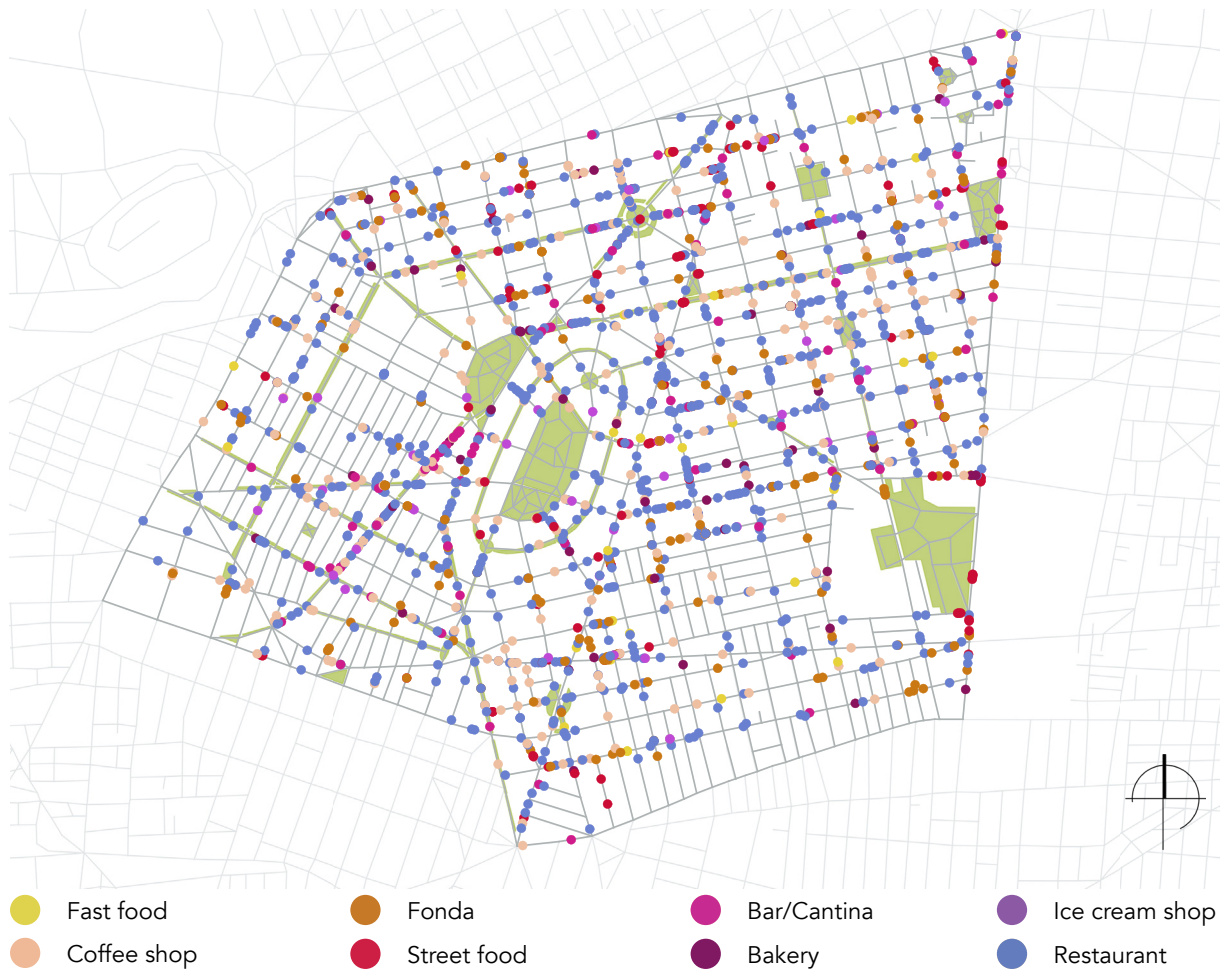 Fast food
Fonda
Bar/Cantina
Ice cream shop
Coffee shop
Street food
Bakery
Restaurant